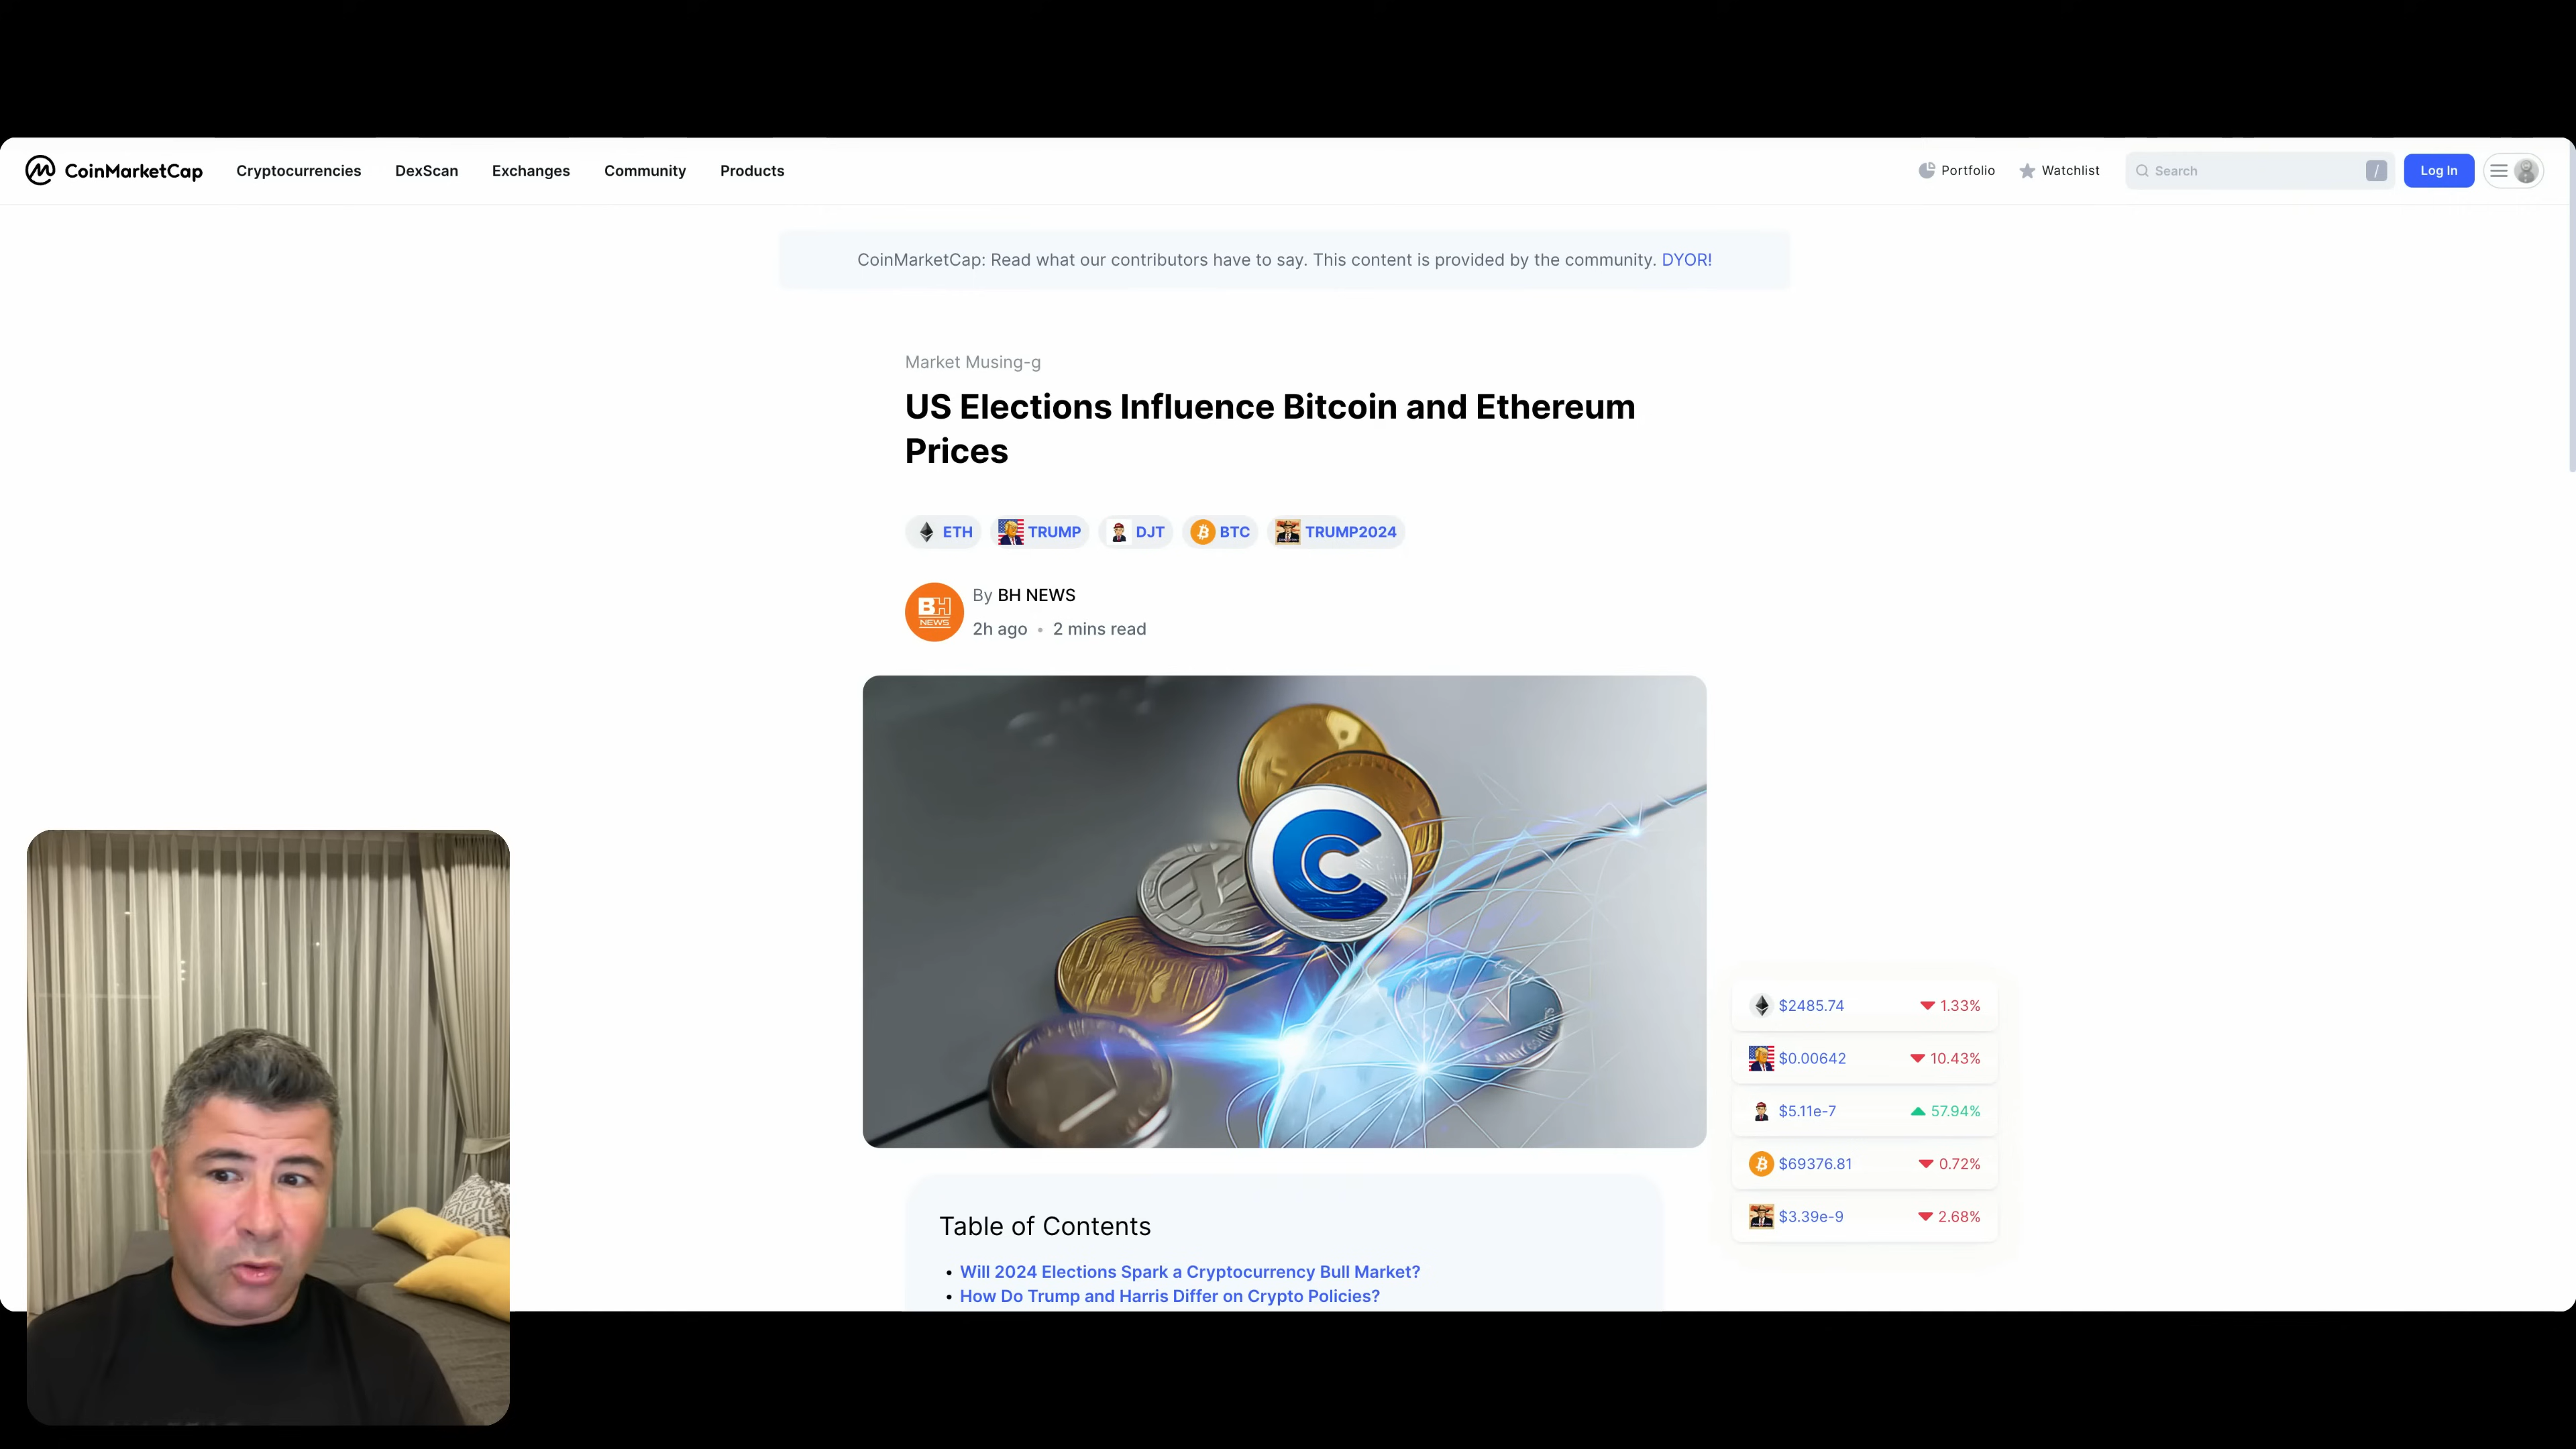 CoinMarketCap Cryptocurrencies DexScan Exchanges Community Products Portfolio Watchlist Search / Log In
CoinMarketCap: Read what our contributors have to say. This content is provided by the community. DYOR!
Market Musing-g
US Elections Influence Bitcoin and Ethereum
Prices
ETH TRUMP DJT BTC TRUMP2024
BH
NEWS
By BH NEWS
2h ago • 2 mins read
$2485.74 1.33%
$0.00642 10.43%
$5.11e-7 57.94%
$69376.81 0.72%
$3.39e-9 2.68%
Table of Contents
• Will 2024 Elections Spark a Cryptocurrency Bull Market?
• How Do Trump and Harris Differ on Crypto Policies?